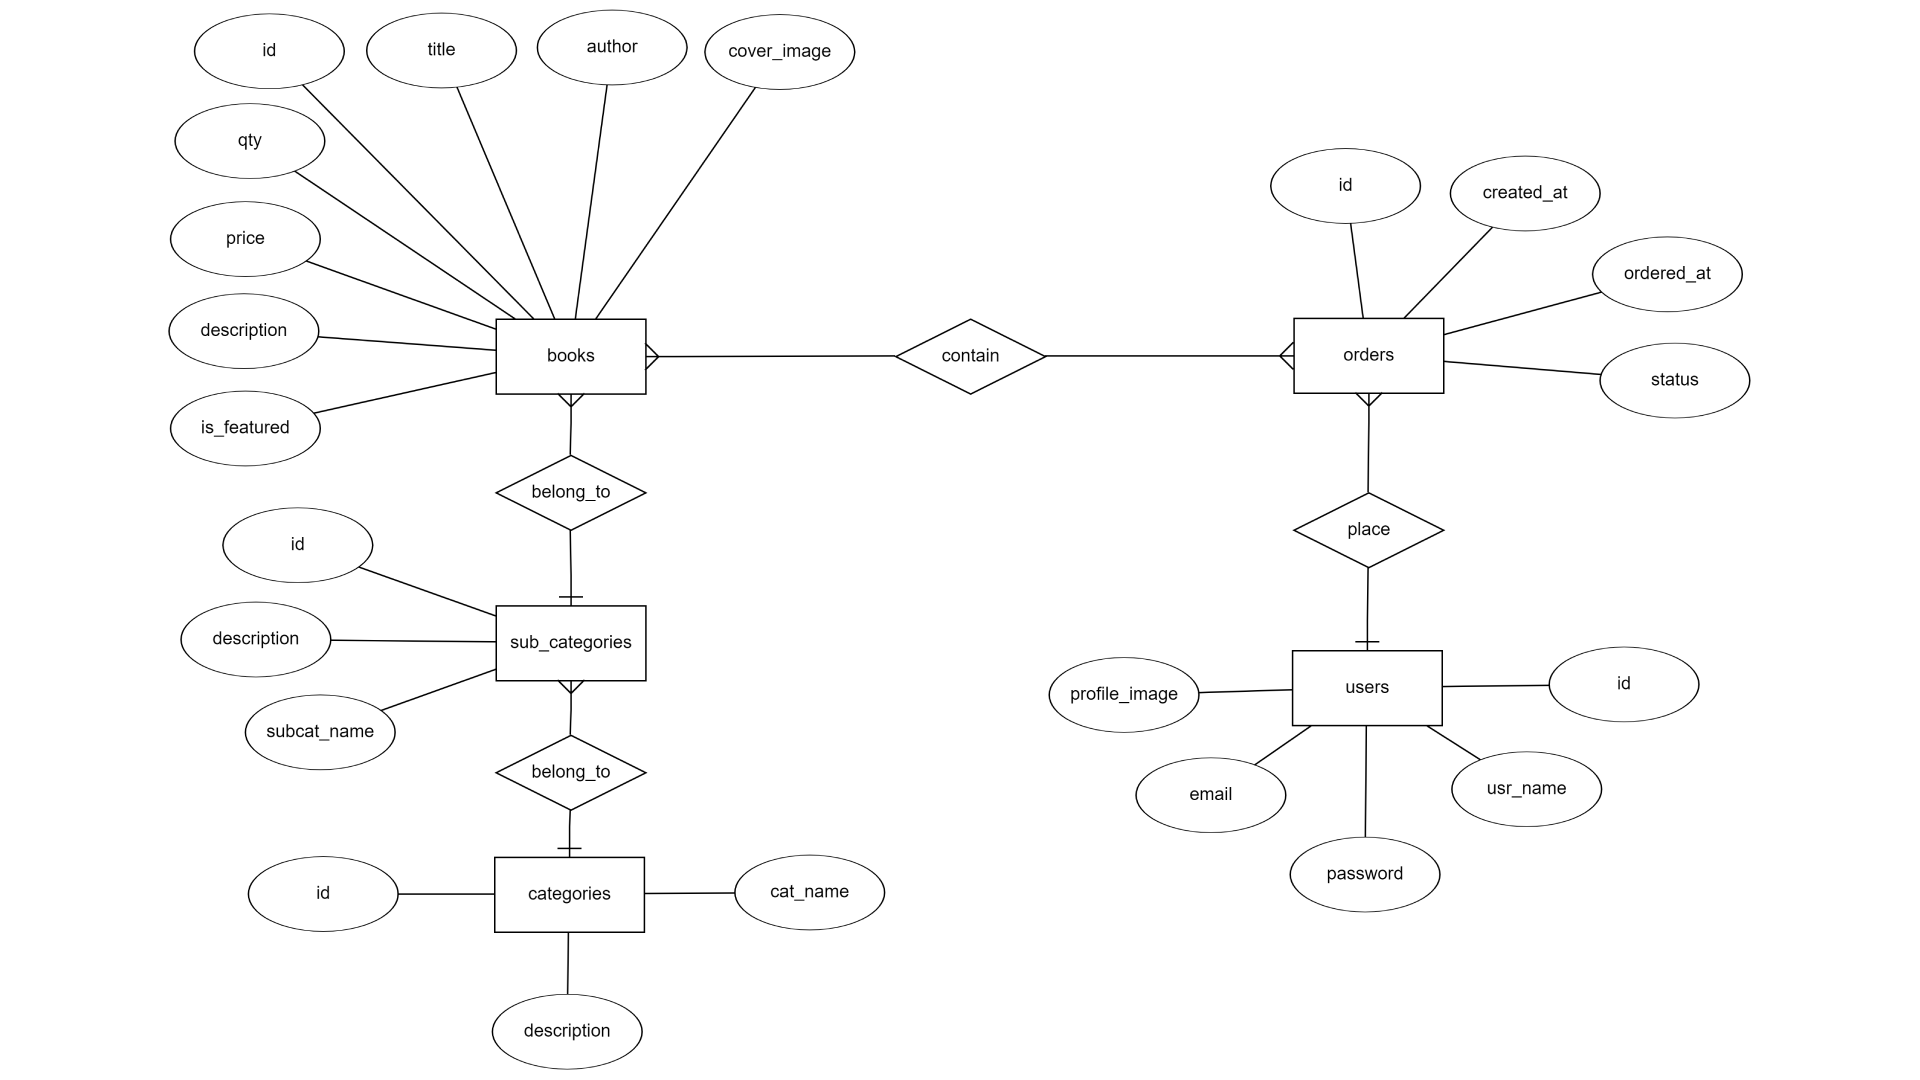 id
title
author
cover_image
qty
price
description
is_featured
books
contain
orders
id
created_at
ordered_at
status
belong_to
place
id
description
subcat_name
sub_categories
users
profile_image
id
email
usr_name
password
belong_to
id
categories
cat_name
description